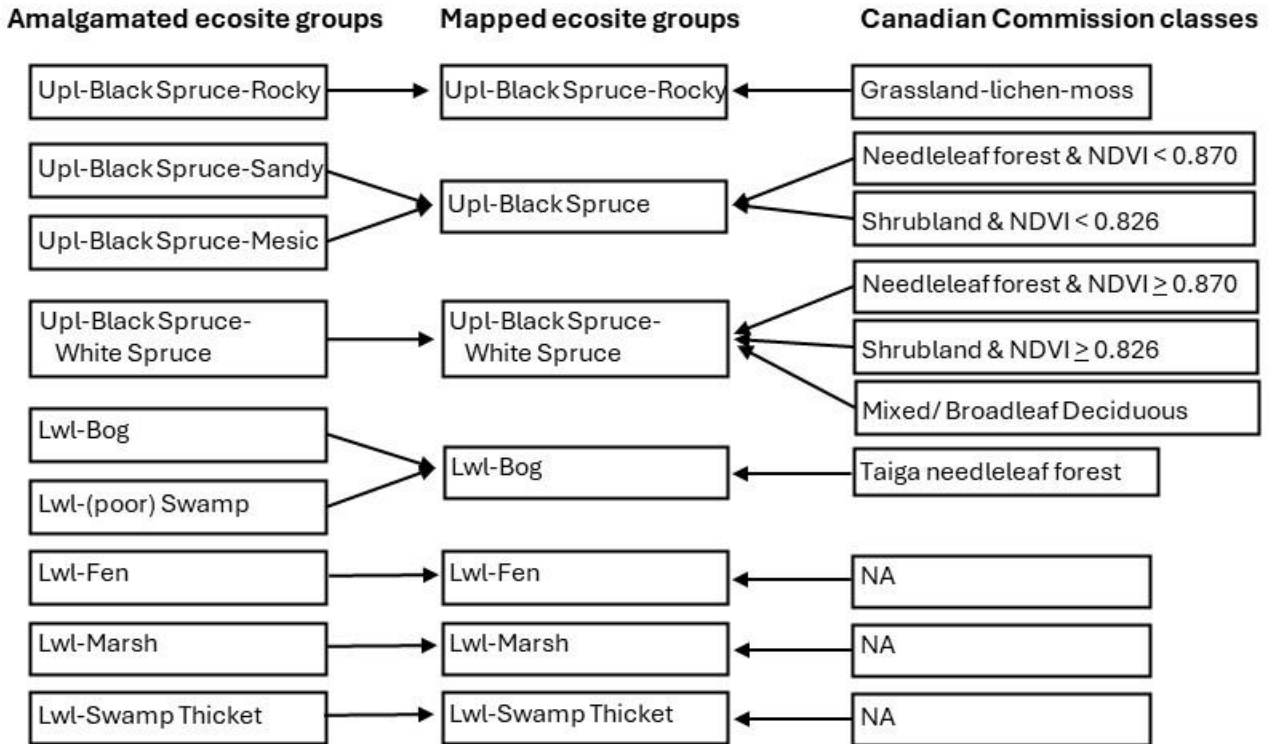 Amalgamated ecosite groups
Mapped ecosite groups
Canadian Commission classes
Upl-Black Spruce-Rocky
Upl-Black Spruce-Rocky
Grassland-lichen-moss
Upl-Black Spruce-Sandy
Upl-Black Spruce-Mesic
Upl-Black Spruce
Needleleaf forest & NDVI < 0.870
Shrubland & NDVI < 0.826
Upl-Black Spruce-
White Spruce
Upl-Black Spruce-
White Spruce
Needleleaf forest & NDVI ≥ 0.870
Shrubland & NDVI ≥ 0.826
Mixed/ Broadleaf Deciduous
Lwl-Bog
Lwl-(poor) Swamp
Lwl-Bog
Taiga needleleaf forest
Lwl-Fen
Lwl-Fen
NA
Lwl-Marsh
Lwl-Marsh
NA
Lwl-Swamp Thicket
Lwl-Swamp Thicket
NA